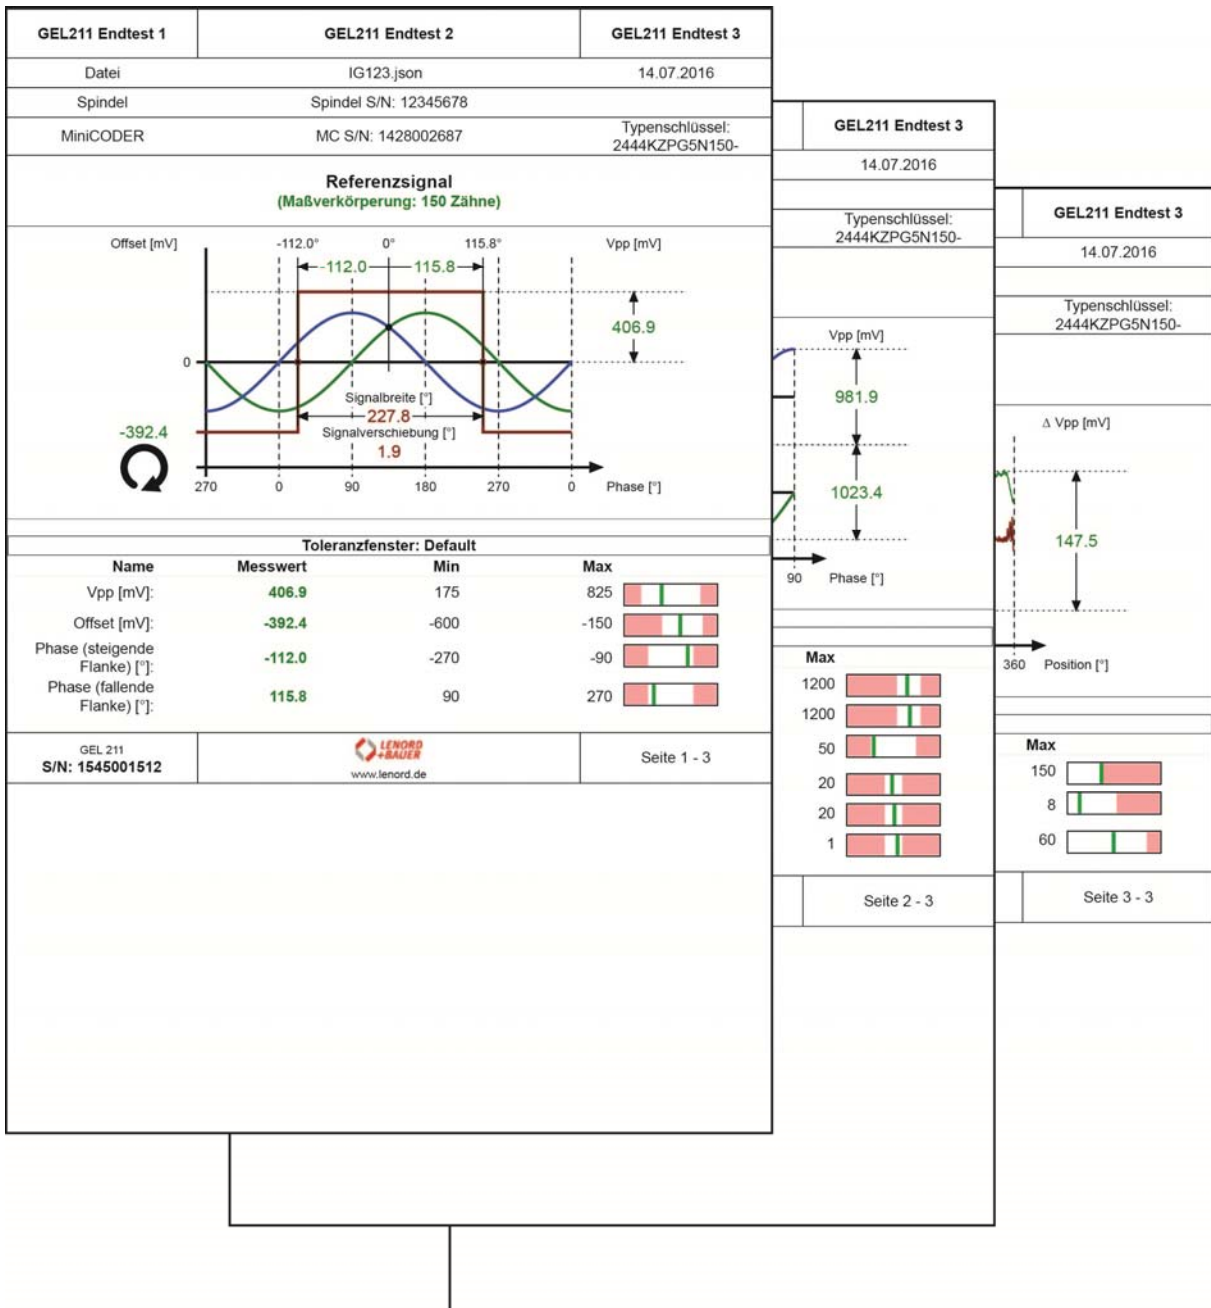 GEL211 Endtest 1
GEL211 Endtest 2
GEL211 Endtest 3
Datei
IG123.json
14.07.2016
Spindel
Spindel S/N: 12345678
MiniCODER
MC S/N: 1428002687
Typenschlüssel:
2444KZPG5N150-
Referenzsignal
(Maßverkörperung: 150 Zähne)
Offset [mV]
-112.0°
0°
115.8°
Vpp [mV]
-112.0
115.8
406.9
0
Signalbreite [°]
227.8
Signalverschiebung [°]
1.9
-392.4
270
0
90
180
270
0
Phase [°]
Toleranzfenster: Default
Name Messwert Min Max
Vpp [mV]: 406.9 175 825
Offset [mV]: -392.4 -600 -150
Phase (steigende
Flanke) [°]: -112.0 -270 -90
Phase (fallende
Flanke) [°]: 115.8 90 270
GEL 211
S/N: 1545001512
LENORD
+BAUER
www.lenord.de
Seite 1 - 3
GEL211 Endtest 3
14.07.2016
Typenschlüssel:
2444KZPG5N150-
Vpp [mV]
981.9
1023.4
90
Phase [°]
Max
1200
1200
50
20
20
1
Seite 2 - 3
GEL211 Endtest 3
14.07.2016
Typenschlüssel:
2444KZPG5N150-
Δ Vpp [mV]
147.5
360
Position [°]
Max
150
8
60
Seite 3 - 3